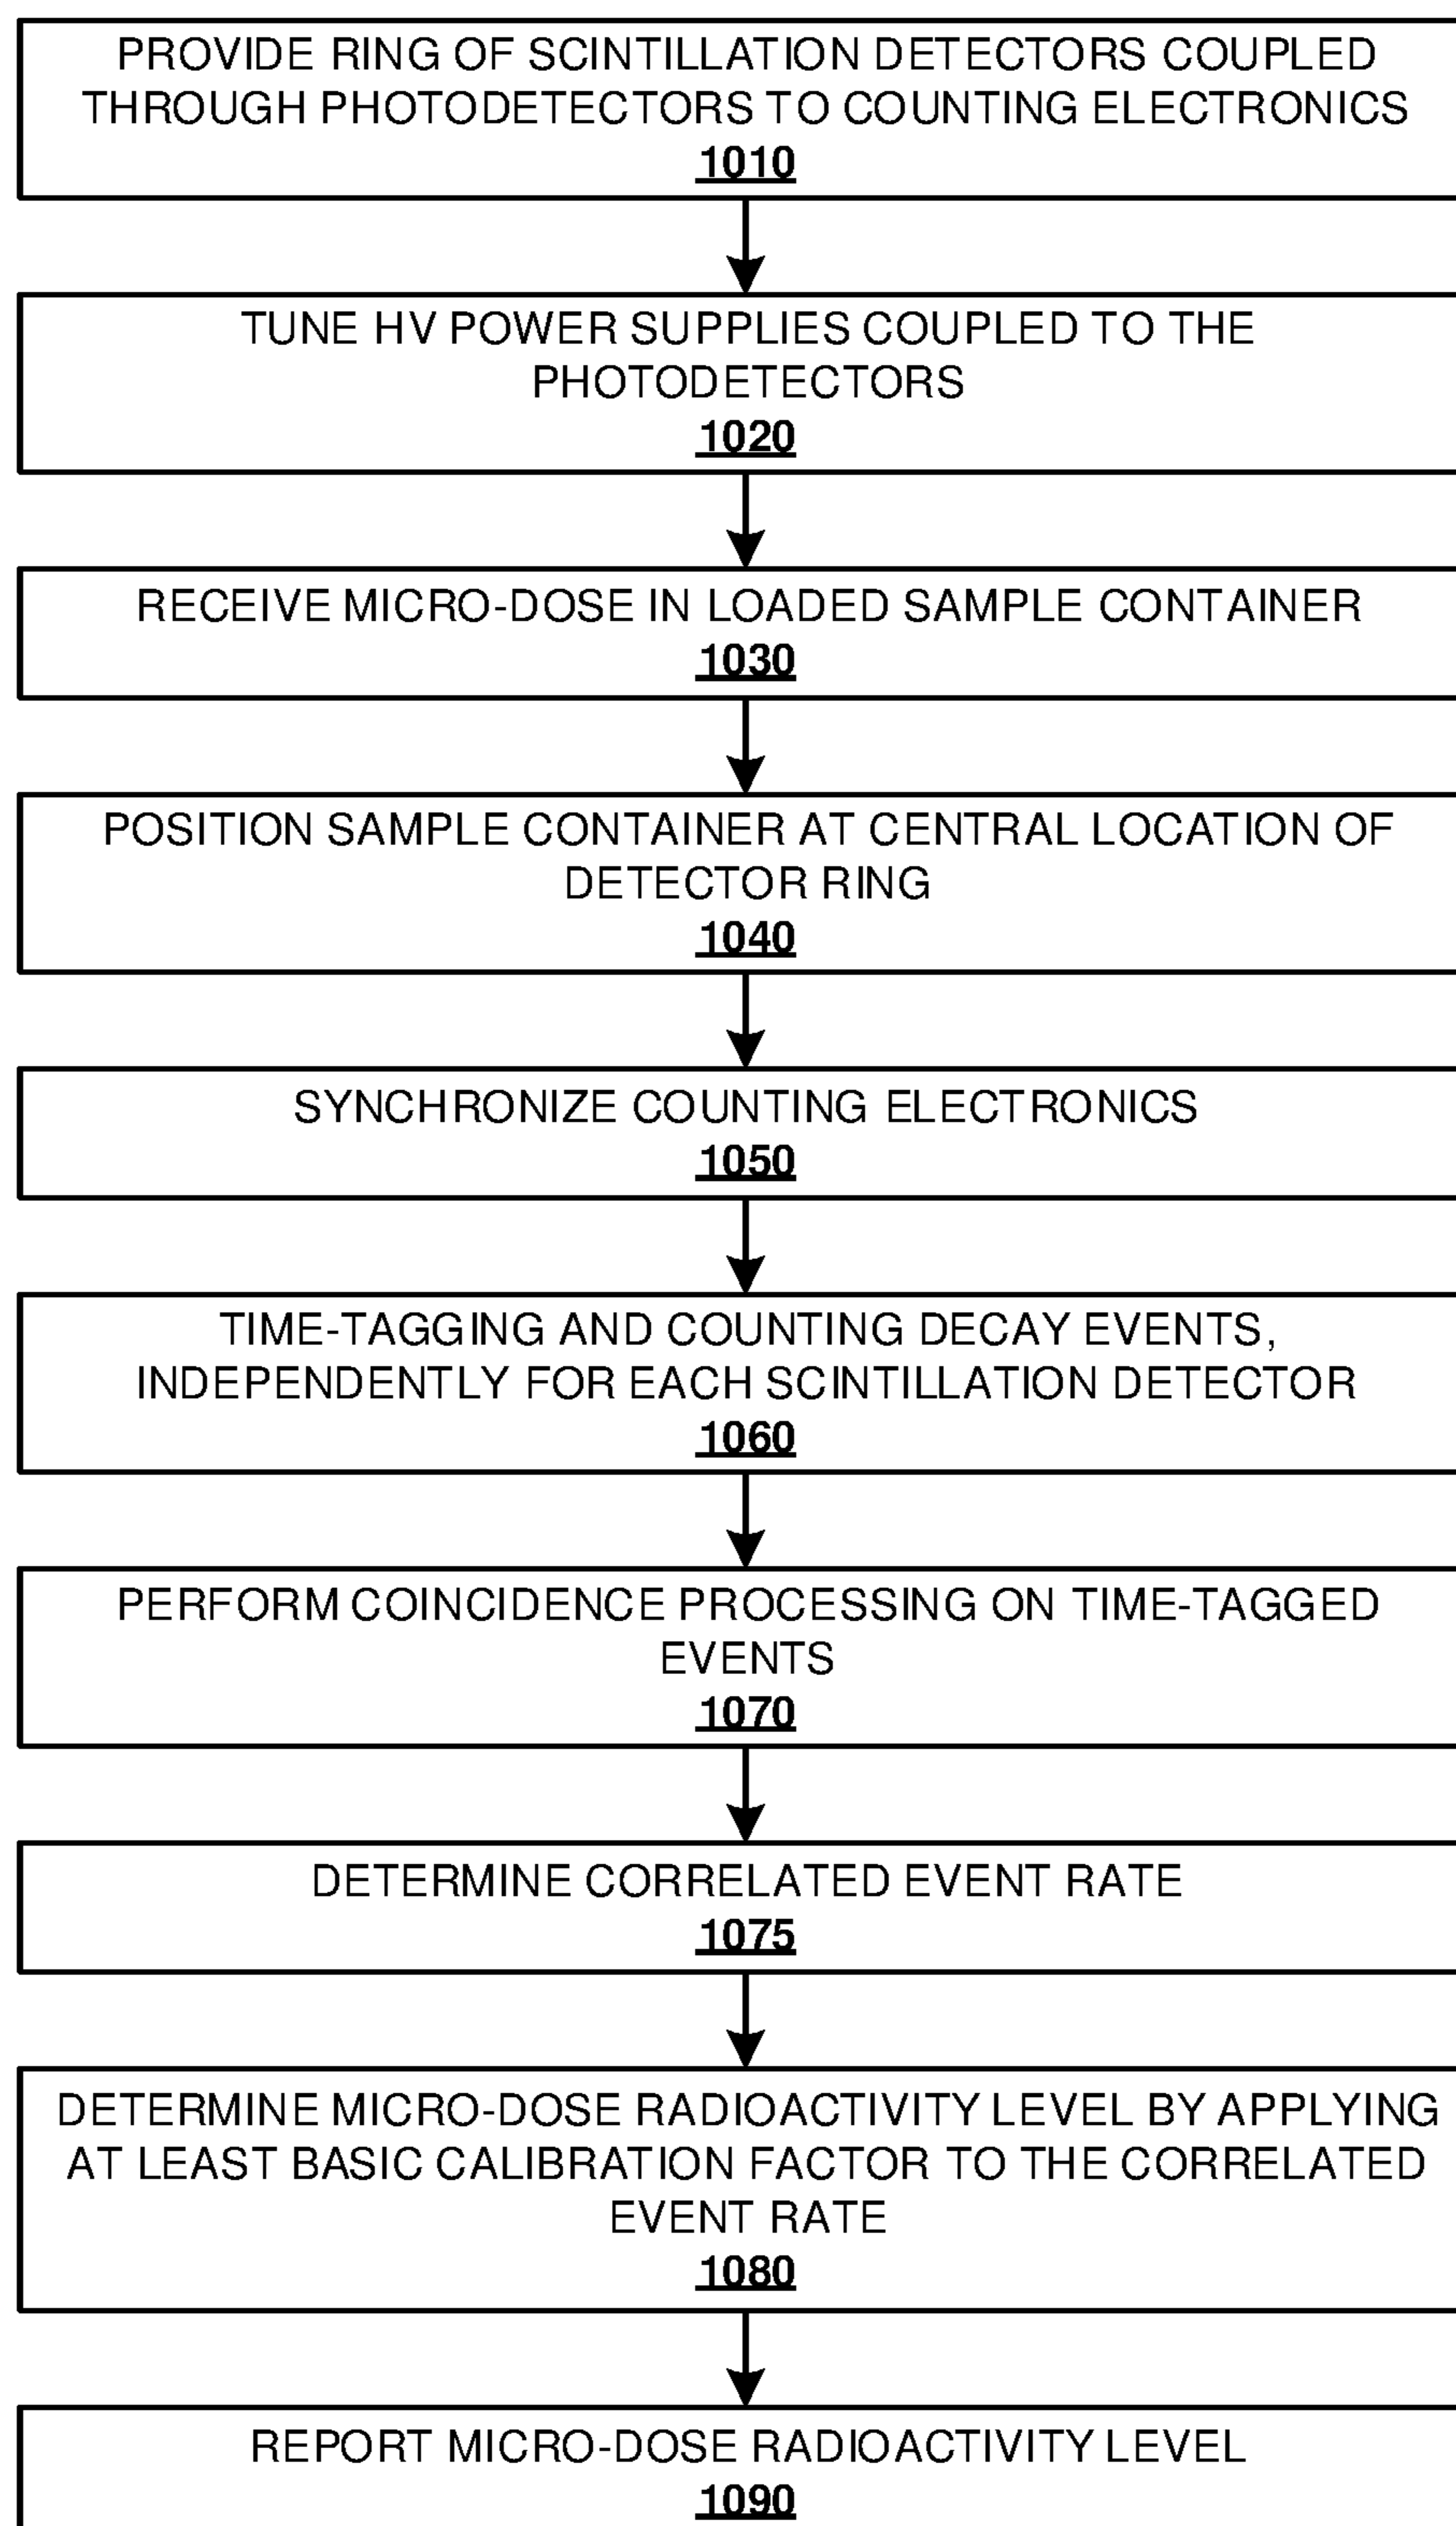 PROVIDE RING OF SCINTILLATION DETECTORS COUPLED
THROUGH PHOTODETECTORS TO COUNTING ELECTRONICS
1010
TUNE HV POWER SUPPLIES COUPLED TO THE
PHOTODETECTORS
1020
RECEIVE MICRO-DOSE IN LOADED SAMPLE CONTAINER
1030
POSITION SAMPLE CONTAINER AT CENTRAL LOCATION OF
DETECTOR RING
1040
SYNCHRONIZE COUNTING ELECTRONICS
1050
TIME-TAGGING AND COUNTING DECAY EVENTS,
INDEPENDENTLY FOR EACH SCINTILLATION DETECTOR
1060
PERFORM COINCIDENCE PROCESSING ON TIME-TAGGED
EVENTS
1070
DETERMINE CORRELATED EVENT RATE
1075
DETERMINE MICRO-DOSE RADIOACTIVITY LEVEL BY APPLYING
AT LEAST BASIC CALIBRATION FACTOR TO THE CORRELATED
EVENT RATE
1080
REPORT MICRO-DOSE RADIOACTIVITY LEVEL
1090